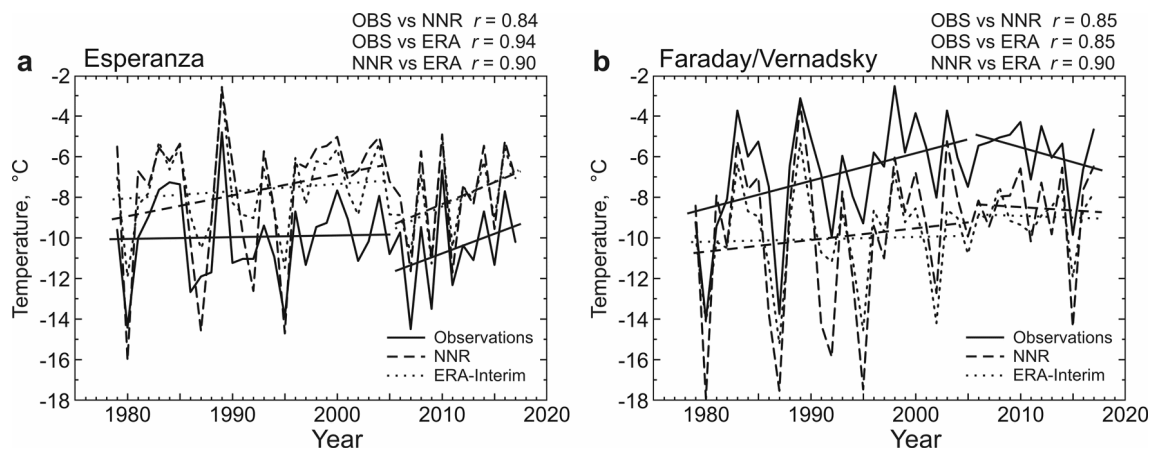 OBS vs NNR r = 0.84
OBS vs ERA r = 0.94
NNR vs ERA r = 0.90
a Esperanza
-2
-4
-6
-8
-10
-12
-14
-16
-18
Temperature, °C
Observations
NNR
ERA-Interim
1980 1990 2000 2010 2020
Year
OBS vs NNR r = 0.85
OBS vs ERA r = 0.85
NNR vs ERA r = 0.90
b Faraday/Vernadsky
-2
-4
-6
-8
-10
-12
-14
-16
-18
Temperature, °C
Observations
NNR
ERA-Interim
1980 1990 2000 2010 2020
Year